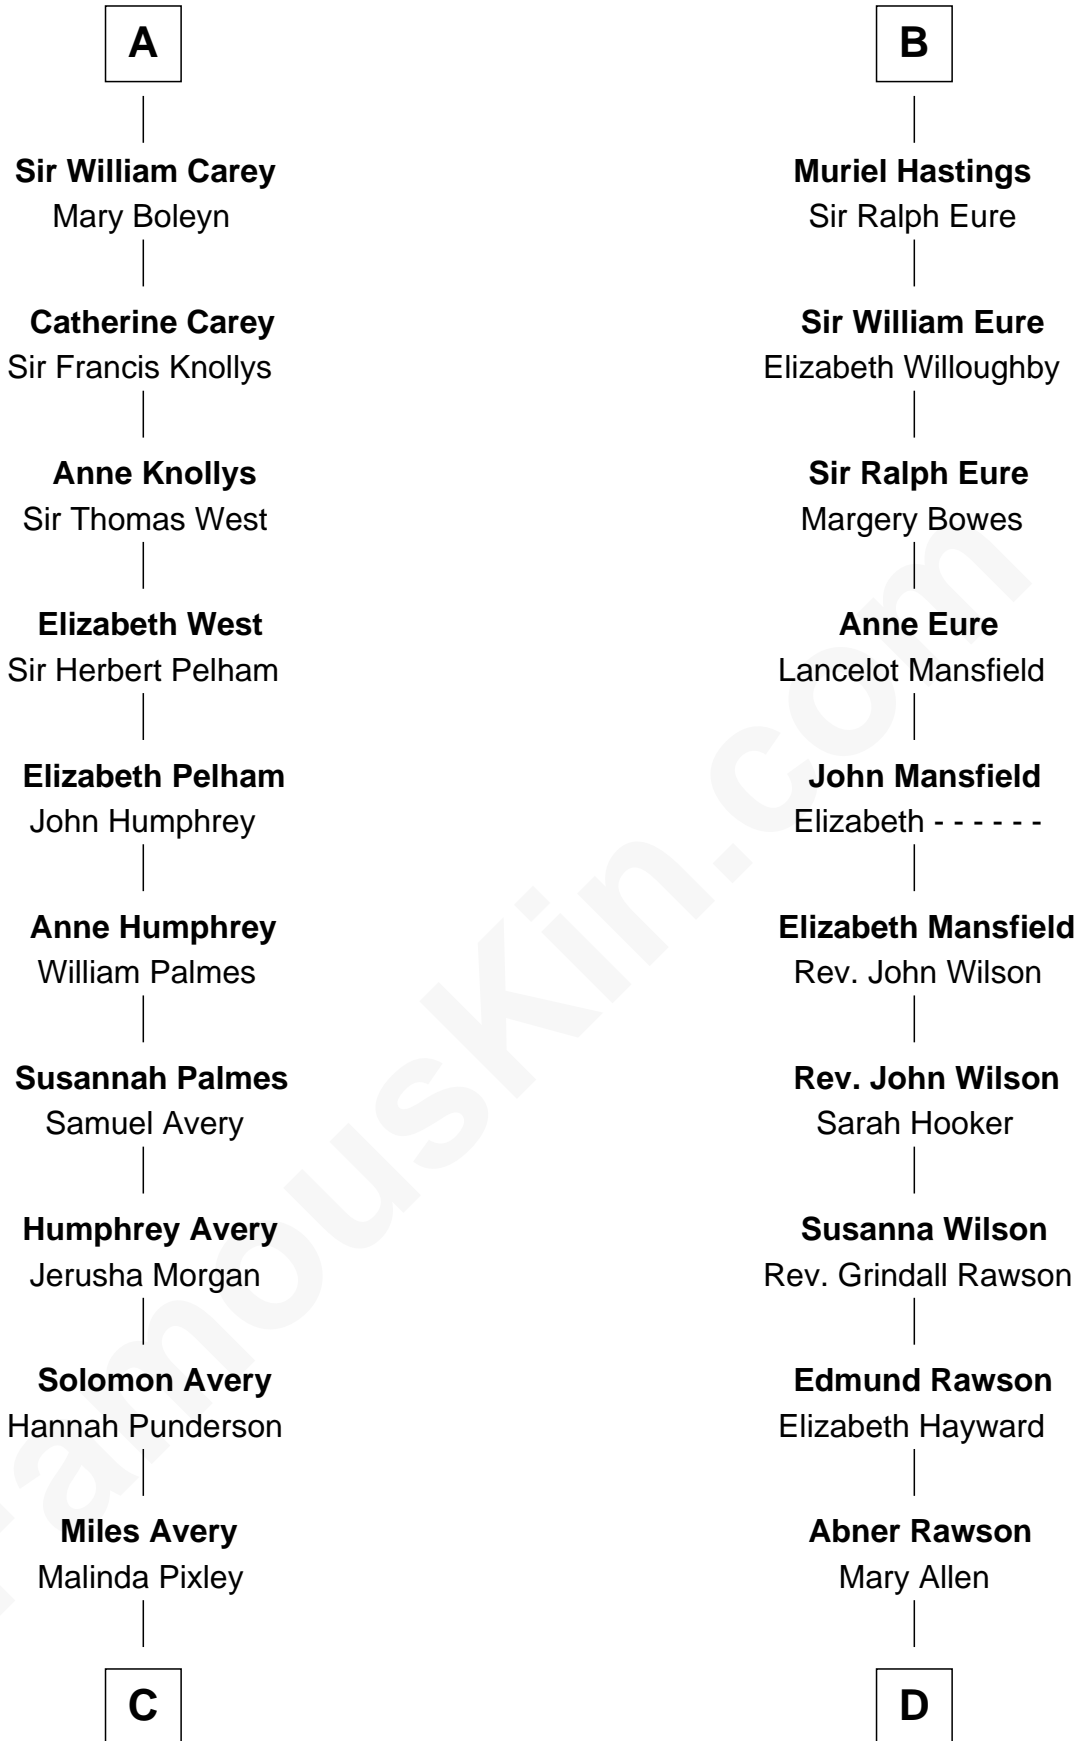 A
Sir William Carey
Mary Boleyn
Catherine Carey
Sir Francis Knollys
Anne Knollys
Sir Thomas West
Elizabeth West
Sir Herbert Pelham
Elizabeth Pelham
John Humphrey
Anne Humphrey
William Palmes
Susannah Palmes
Samuel Avery
Humphrey Avery
Jerusha Morgan
Solomon Avery
Hannah Punderson
Miles Avery
Malinda Pixley
C
B
Muriel Hastings
Sir Ralph Eure
Sir William Eure
Elizabeth Willoughby
Sir Ralph Eure
Margery Bowes
Anne Eure
Lancelot Mansfield
John Mansfield
Elizabeth - - - - - -
Elizabeth Mansfield
Rev. John Wilson
Rev. John Wilson
Sarah Hooker
Susanna Wilson
Rev. Grindall Rawson
Edmund Rawson
Elizabeth Hayward
Abner Rawson
Mary Allen
D
FamousKin.com